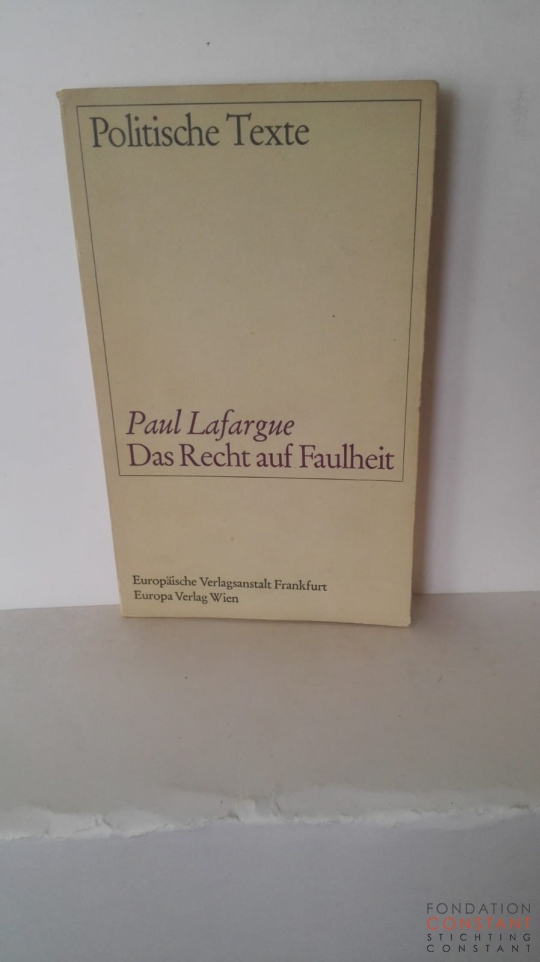 Politische Texte
Paul Lafargue
Das Recht auf Faulheit
Europäische Verlagsanstalt Frankfurt
Europa Verlag Wien
FONDATION
CONSTANT
STICHTING
CONSTANT